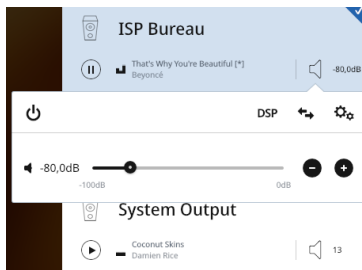 ISP Bureau
That's Why You're Beautiful [*]
Beyoncé
-80,0dB
DSP
-80,0dB
-100dB
0dB
System Output
Coconut Skins
Damien Rice
13